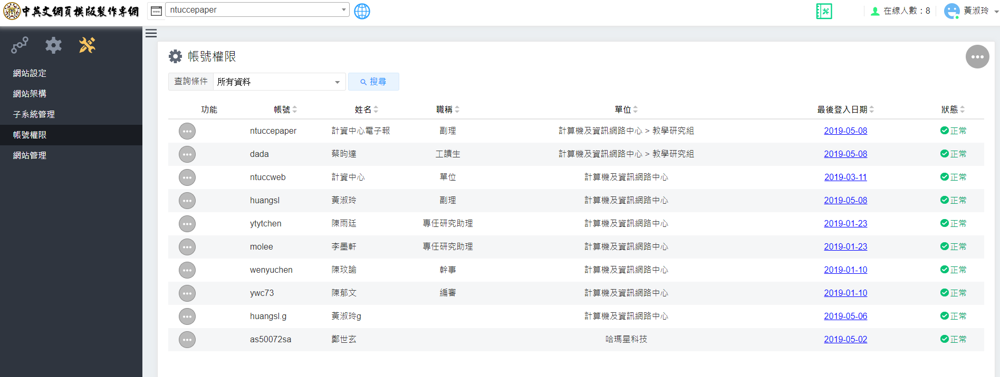 中英文網頁模版製作專網
ntuccepaper
在線人數：8
黃淑玲
網站設定
網站架構
子系統管理
帳號權限
網站管理
帳號權限
查詢條件 所有資料 搜尋
功能 帳號 姓名 職稱 單位 最後登入日期 狀態
ntuccepaper 計資中心電子報 副理 計算機及資訊網路中心 > 教學研究組 2019-05-08 正常
dada 蔡昀達 工讀生 計算機及資訊網路中心 > 教學研究組 2019-05-08 正常
ntuccweb 計資中心 單位 計算機及資訊網路中心 2019-03-11 正常
huangsl 黃淑玲 副理 計算機及資訊網路中心 2019-05-08 正常
ytytchen 陳雨廷 專任研究助理 計算機及資訊網路中心 2019-01-23 正常
molee 李墨軒 專任研究助理 計算機及資訊網路中心 2019-01-23 正常
wenyuchen 陳玟諭 幹事 計算機及資訊網路中心 2019-01-10 正常
ywc73 陳郁文 編審 計算機及資訊網路中心 2019-01-10 正常
huangsl.g 黃淑玲g 計算機及資訊網路中心 2019-05-06 正常
as50072sa 鄭世玄 哈瑪星科技 2019-05-02 正常